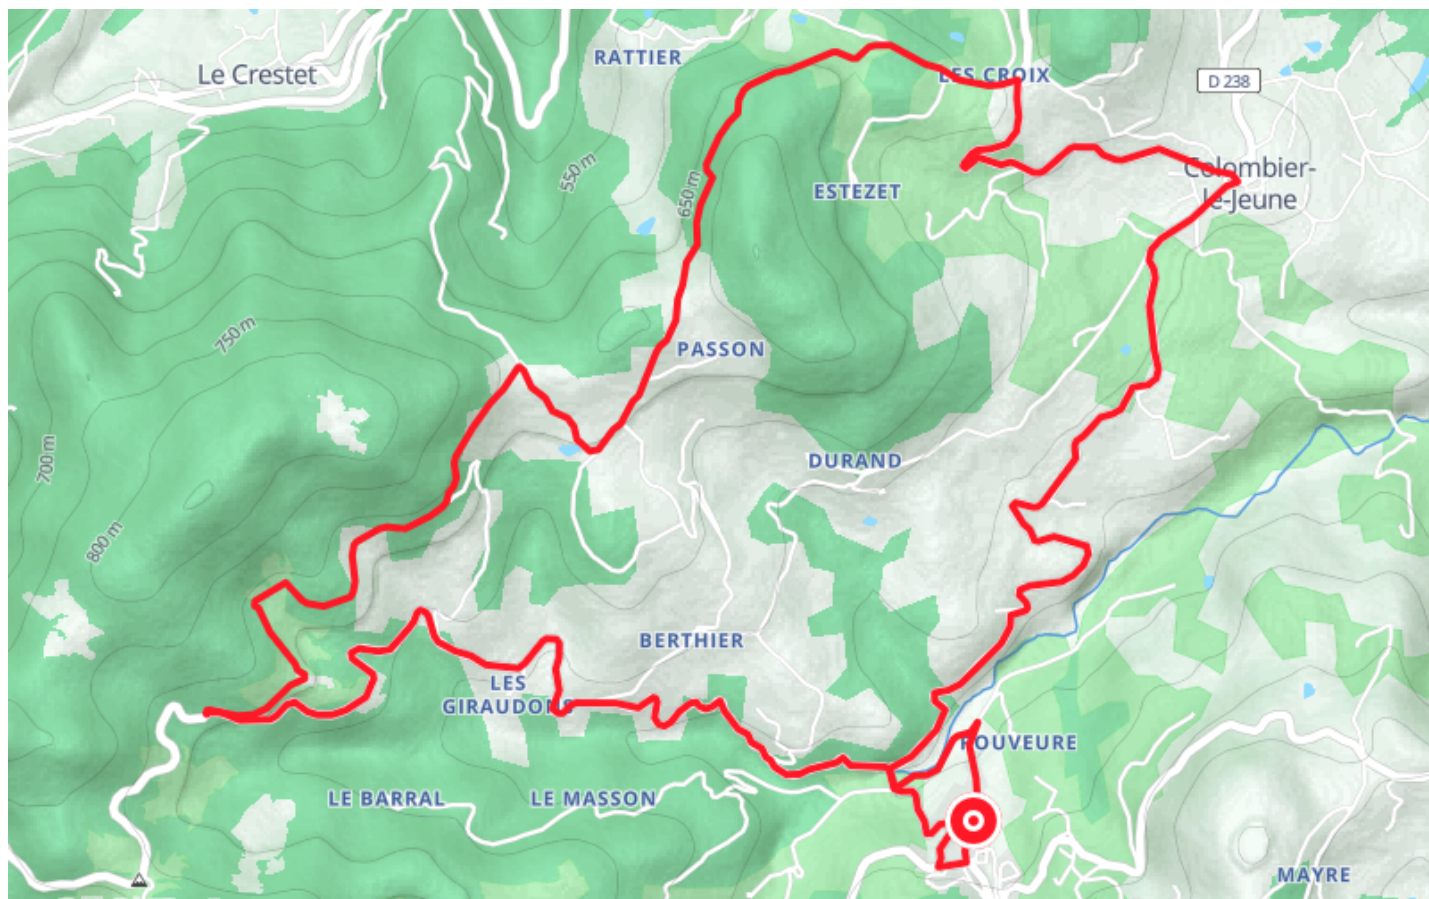 RATTIER
Le Crestet
LES CROIX
D 238
550 m
650 m
ESTEZET
Colombier-
le-Jeune
750 m
PASSON
700 m
DURAND
800 m
BERTHIER
LES
GIRAUDONS
ROUVEURE
LE BARRAL
LE MASSON
MAYRE